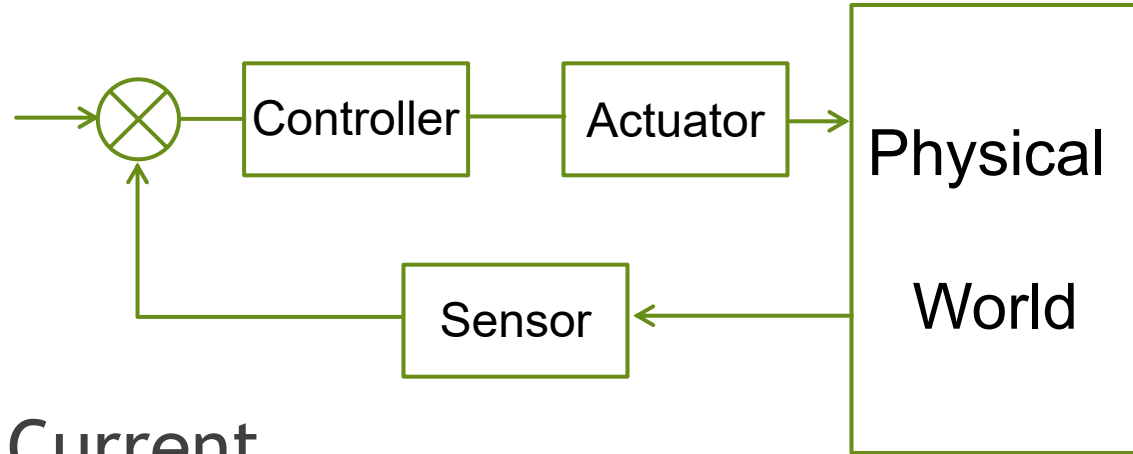 Controller
Actuator
Physical
World
Sensor
Current